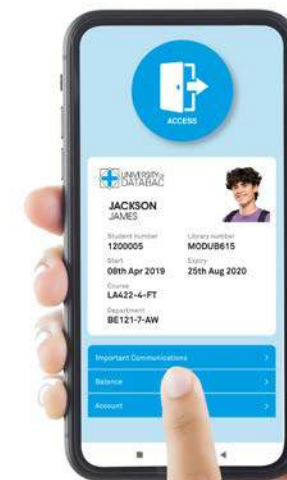 ACCESS
UNIVERSITY OF
DATABAC
JACKSON
JAMES
Student number
Library number
1200005
MODUB615
Start
Expiry
08th Apr 2019
25th Aug 2020
Course
LA422-4-FT
Department
BE121-7-AW
Important Communications
Balance
Account